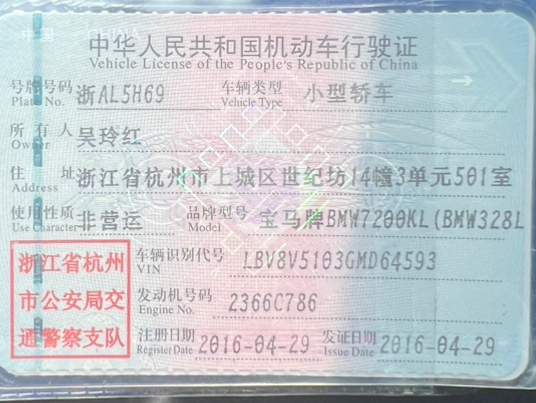 中华人民共和国机动车行驶证
Vehicle License of the People's Republic of China
号牌号码 浙AL5H69 车辆类型 小型轿车
Plate No. Vehicle Type
所有人 吴玲红
Owner
住址 浙江省杭州市上城区世纪坊14幢3单元501室
Address
使用性质 非营运 品牌型号 宝马牌BMW7200KL(BMW328L
Use Character Model
浙江省杭州
市公安局交
通警察支队
车辆识别代号 LBV8V5103GMD64593
VIN
发动机号码 2366C786
Engine No.
注册日期 2016-04-29 发证日期 2016-04-29
Register Date Issue Date